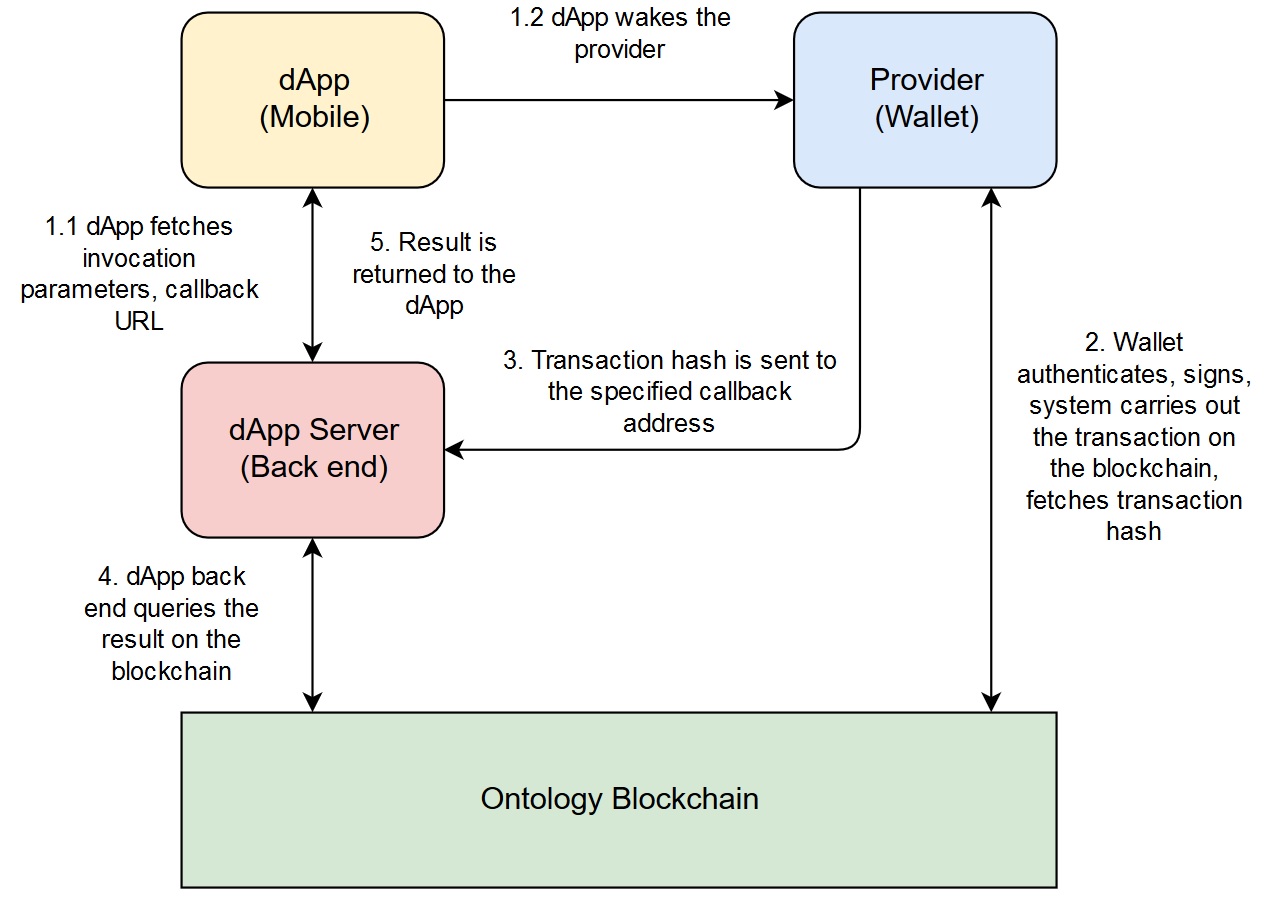 1.2 dApp wakes the
provider
dApp
(Mobile)
Provider
(Wallet)
1.1 dApp fetches
invocation
parameters, callback
URL
5. Result is
returned to the
dApp
3. Transaction hash is sent to
the specified callback
address
2. Wallet
authenticates, signs,
system carries out
the transaction on
the blockchain,
fetches transaction
hash
dApp Server
(Back end)
4. dApp back
end queries the
result on the
blockchain
Ontology Blockchain